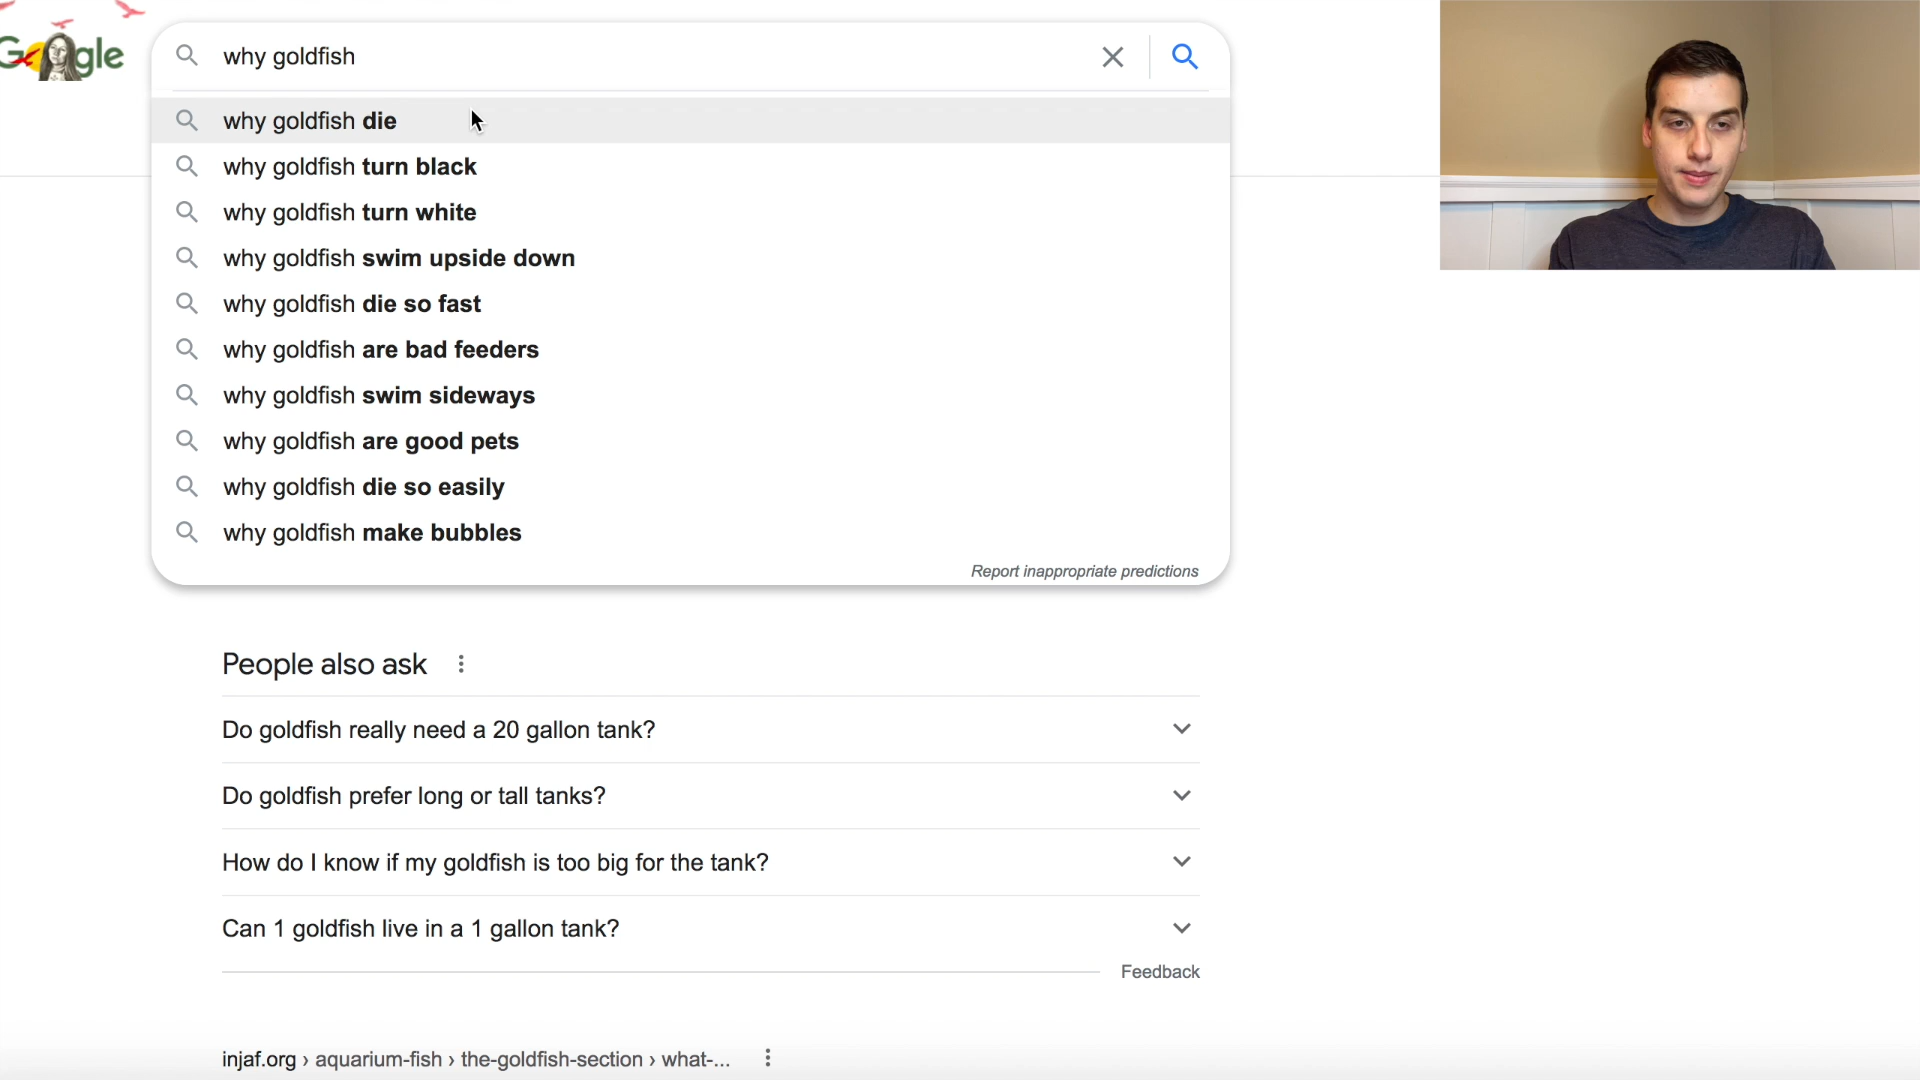 Google
why goldfish
why goldfish die
why goldfish turn black
why goldfish turn white
why goldfish swim upside down
why goldfish die so fast
why goldfish are bad feeders
why goldfish swim sideways
why goldfish are good pets
why goldfish die so easily
why goldfish make bubbles
Report inappropriate predictions
People also ask
Do goldfish really need a 20 gallon tank?
Do goldfish prefer long or tall tanks?
How do I know if my goldfish is too big for the tank?
Can 1 goldfish live in a 1 gallon tank?
Feedback
injaf.org › aquarium-fish › the-goldfish-section › what-...